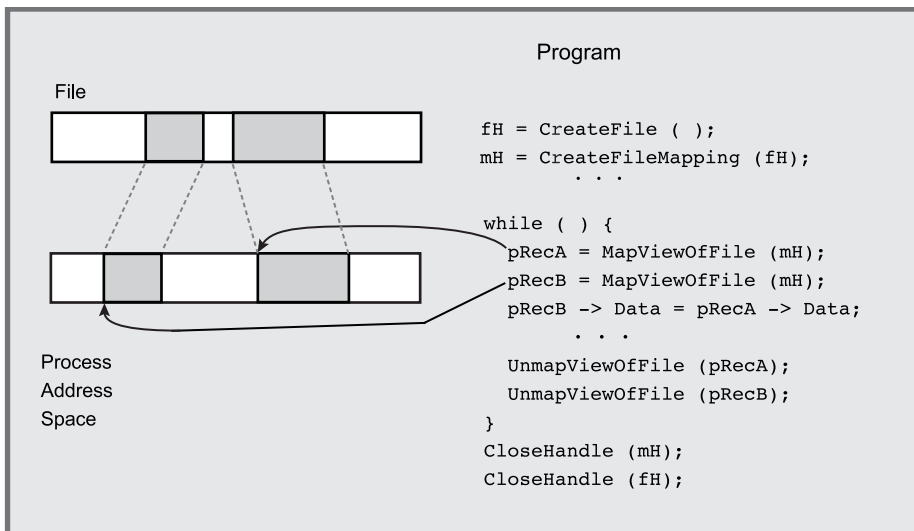 Program
File
fH = CreateFile ( );
mH = CreateFileMapping (fH);
. . .
while ( ) {
pRecA = MapViewOfFile (mH);
pRecB = MapViewOfFile (mH);
pRecB -> Data = pRecA -> Data;
. . .
UnmapViewOfFile (pRecA);
UnmapViewOfFile (pRecB);
}
CloseHandle (mH);
CloseHandle (fH);
Process
Address
Space